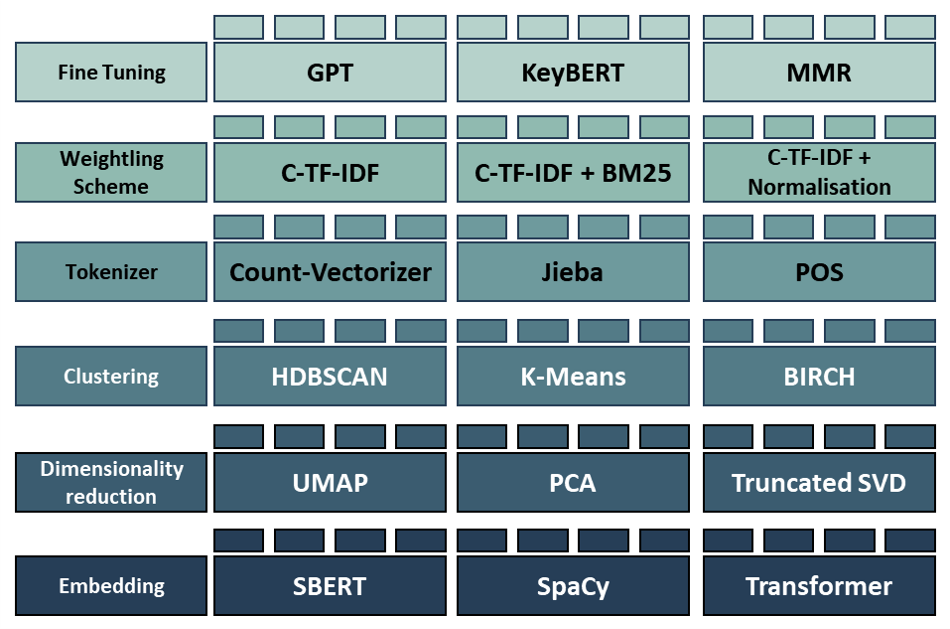 Fine Tuning
GPT
KeyBERT
MMR
Weightling
Scheme
C-TF-IDF
C-TF-IDF + BM25
C-TF-IDF +
Normalisation
Tokenizer
Count-Vectorizer
Jieba
POS
Clustering
HDBSCAN
K-Means
BIRCH
Dimensionality
reduction
UMAP
PCA
Truncated SVD
Embedding
SBERT
SpaCy
Transformer